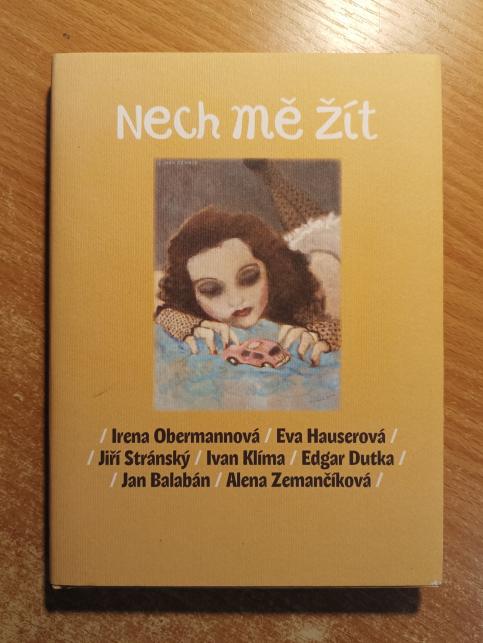 Nech mě žít
/ Irena Obermannová / Eva Hauserová /
/ Jiří Stránský / Ivan Klíma / Edgar Dutka /
/ Jan Balabán / Alena Zemančíková /